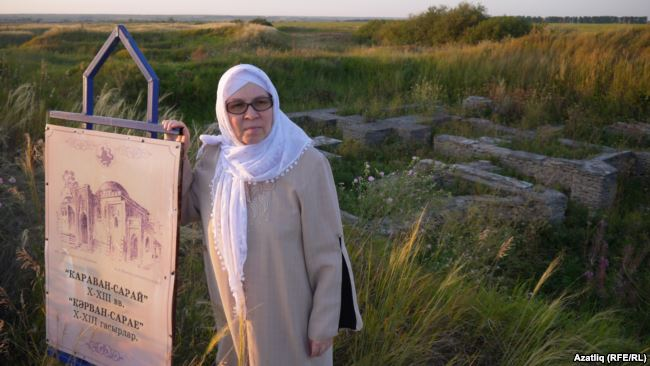 "КАРАВАН-САРАЙ"
X-XIII вв.
"КӘРВАН-САРАЕ"
X-XIII гасырлар.
Azatliq (RFE/RL)